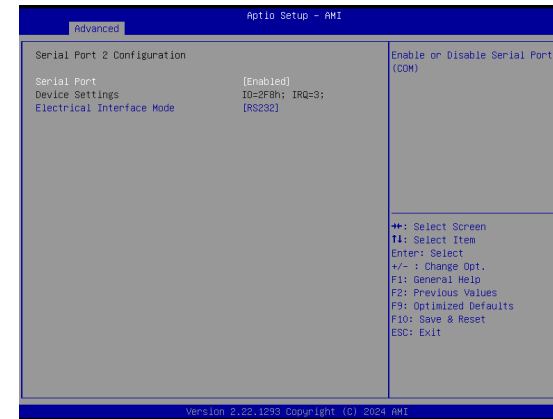 Aptio Setup - AMI
Advanced
Serial Port 2 Configuration
Serial Port [Enabled]
Device Settings IO=2F8h; IRQ=3;
Electrical Interface Mode [RS232]
Enable or Disable Serial Port
(COM)
→←: Select Screen
↑↓: Select Item
Enter: Select
+/- : Change Opt.
F1: General Help
F2: Previous Values
F9: Optimized Defaults
F10: Save & Reset
ESC: Exit
Version 2.22.1293 Copyright (C) 2024 AMI